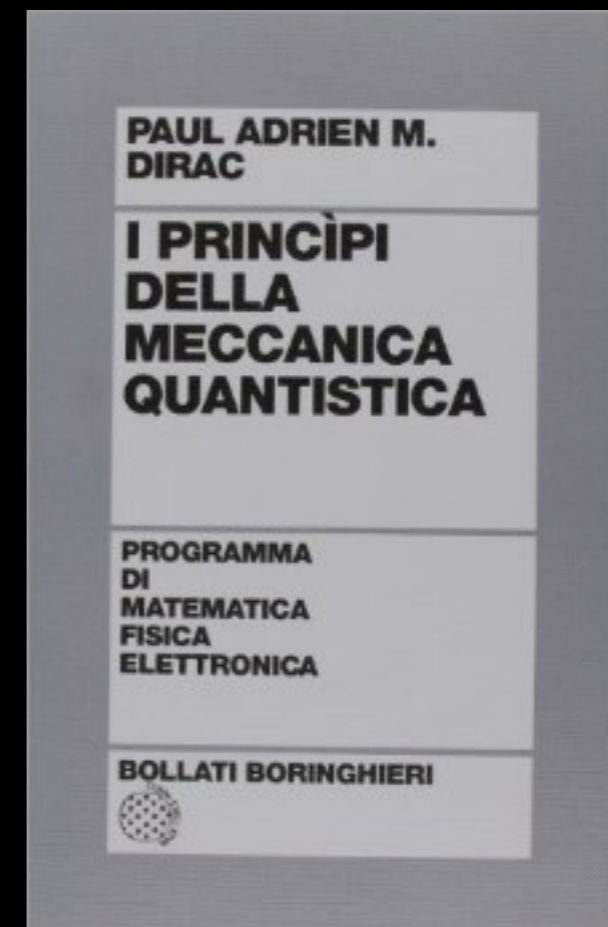 PAUL ADRIEN M.
DIRAC
I PRINCÌPI
DELLA
MECCANICA
QUANTISTICA
PROGRAMMA
DI
MATEMATICA
FISICA
ELETTRONICA
BOLLATI BORINGHIERI